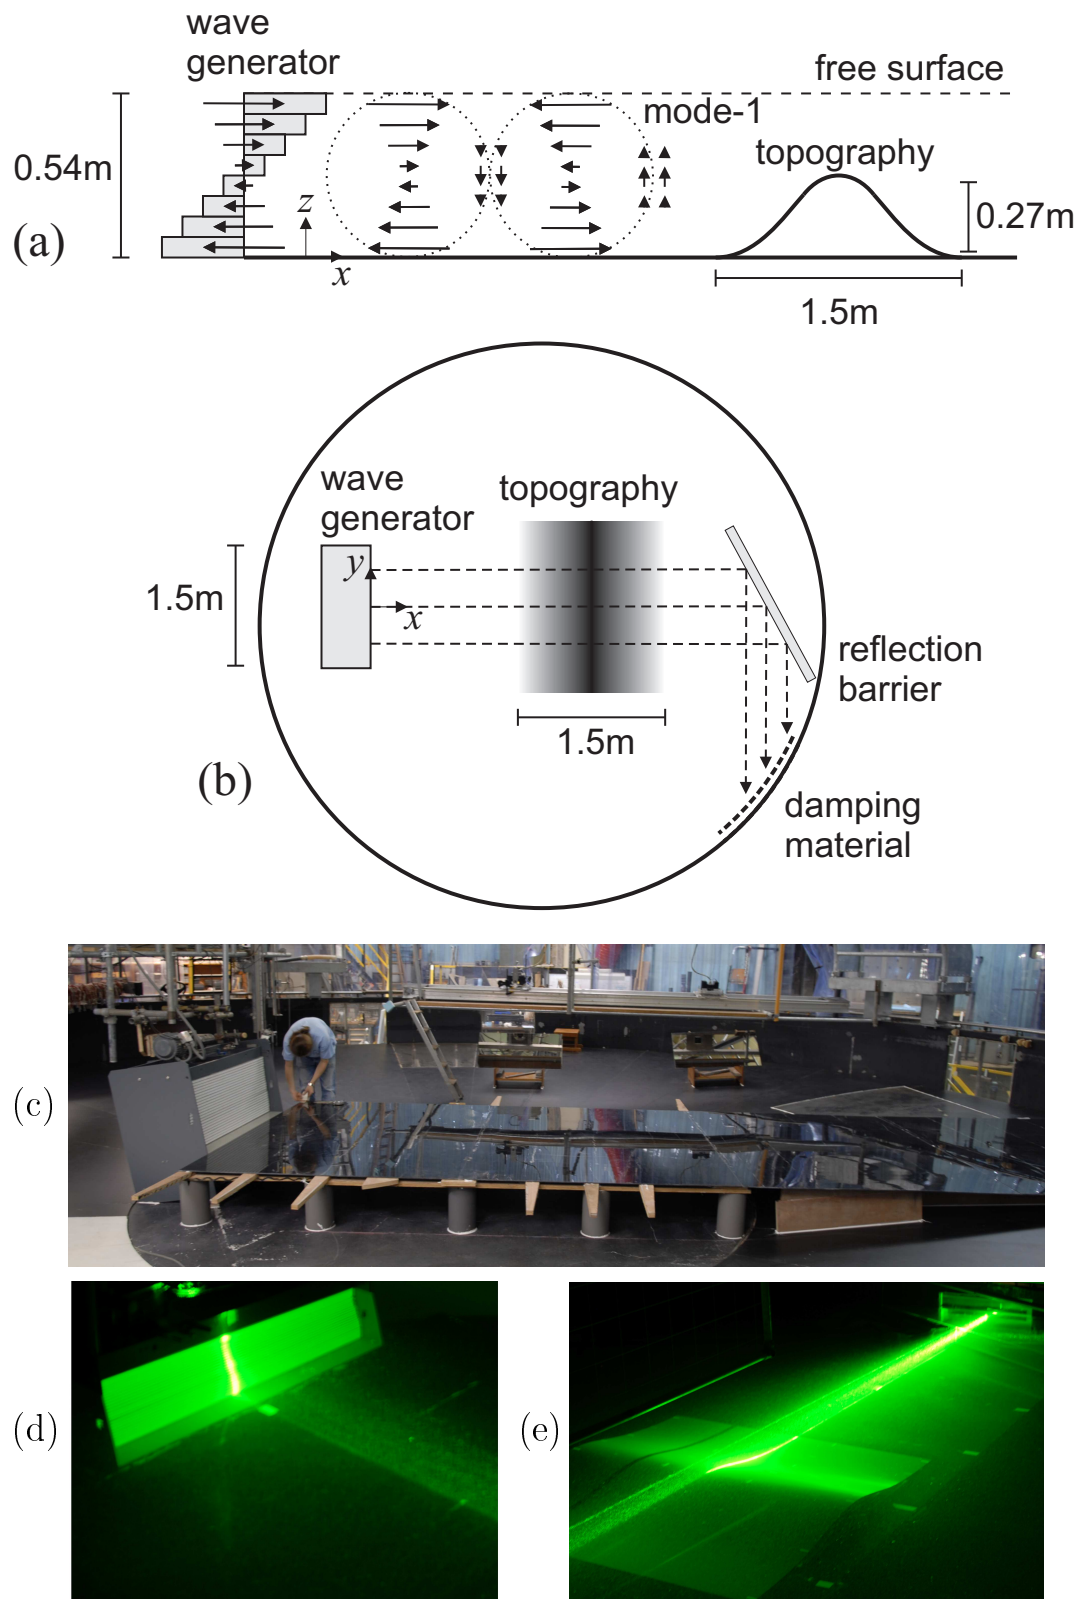 wave
generator
free surface
mode-1
topography
0.54m
0.27m
z
x
(a)
1.5m
wave
generator
topography
y
x
1.5m
reflection
barrier
1.5m
(b)
damping
material
(c)
(d)
(e)